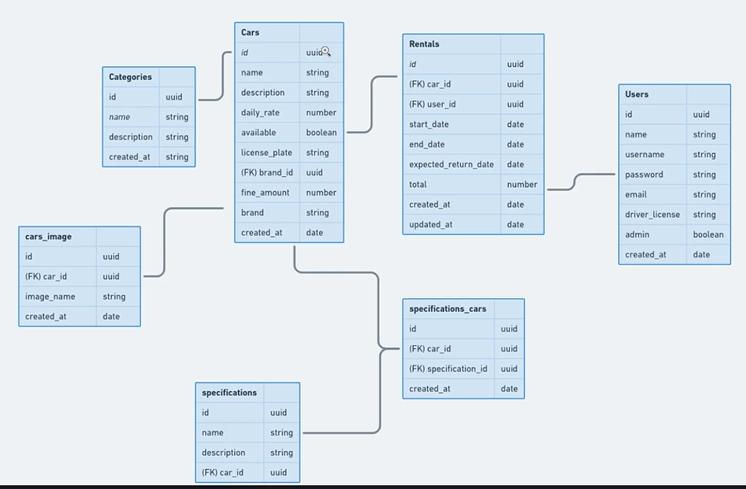 Cars
id uuid
name string
description string
daily_rate number
available boolean
license_plate string
(FK) brand_id uuid
fine_amount number
brand string
created_at date
Rentals
id uuid
(FK) car_id uuid
(FK) user_id uuid
start_date date
end_date date
expected_return_date date
total number
created_at date
updated_at date
Categories
id uuid
name string
description string
created_at string
Users
id uuid
name string
username string
password string
email string
driver_license string
admin boolean
created_at date
cars_image
id uuid
(FK) car_id uuid
image_name string
created_at date
specifications_cars
id uuid
(FK) car_id uuid
(FK) specification_id uuid
created_at date
specifications
id uuid
name string
description string
(FK) car_id uuid